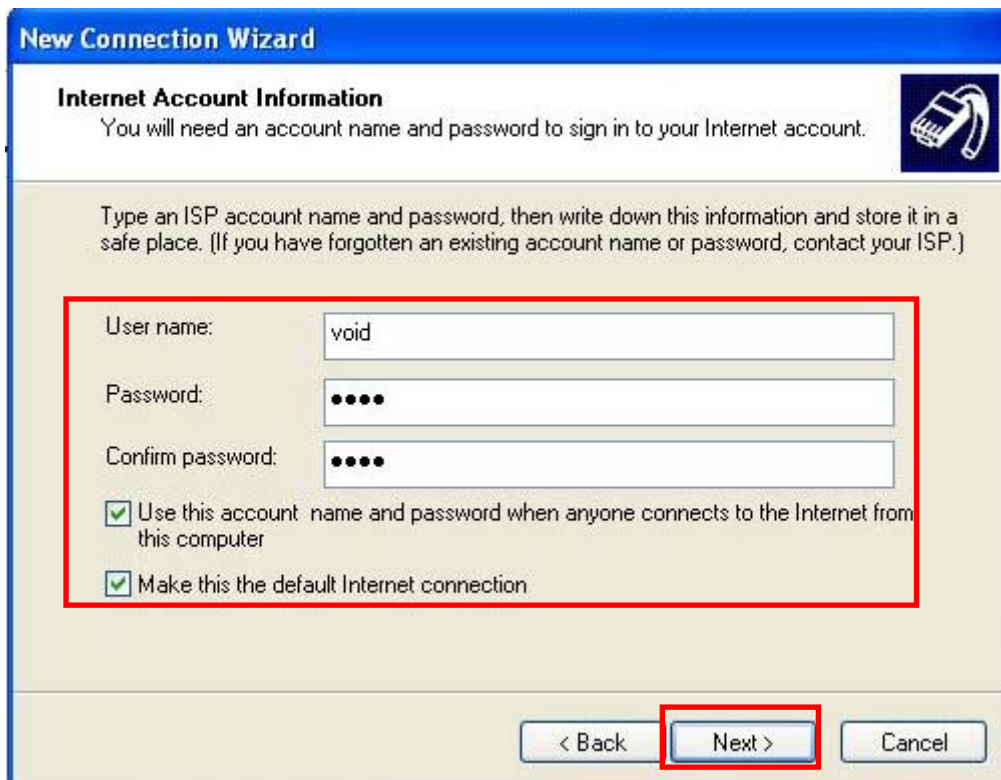 New Connection Wizard
Internet Account Information
You will need an account name and password to sign in to your Internet account.
Type an ISP account name and password, then write down this information and store it in a
safe place. (If you have forgotten an existing account name or password, contact your ISP.)
User name:
void
Password:
••••
Confirm password:
••••
Use this account name and password when anyone connects to the Internet from
this computer
Make this the default Internet connection
< Back
Next >
Cancel